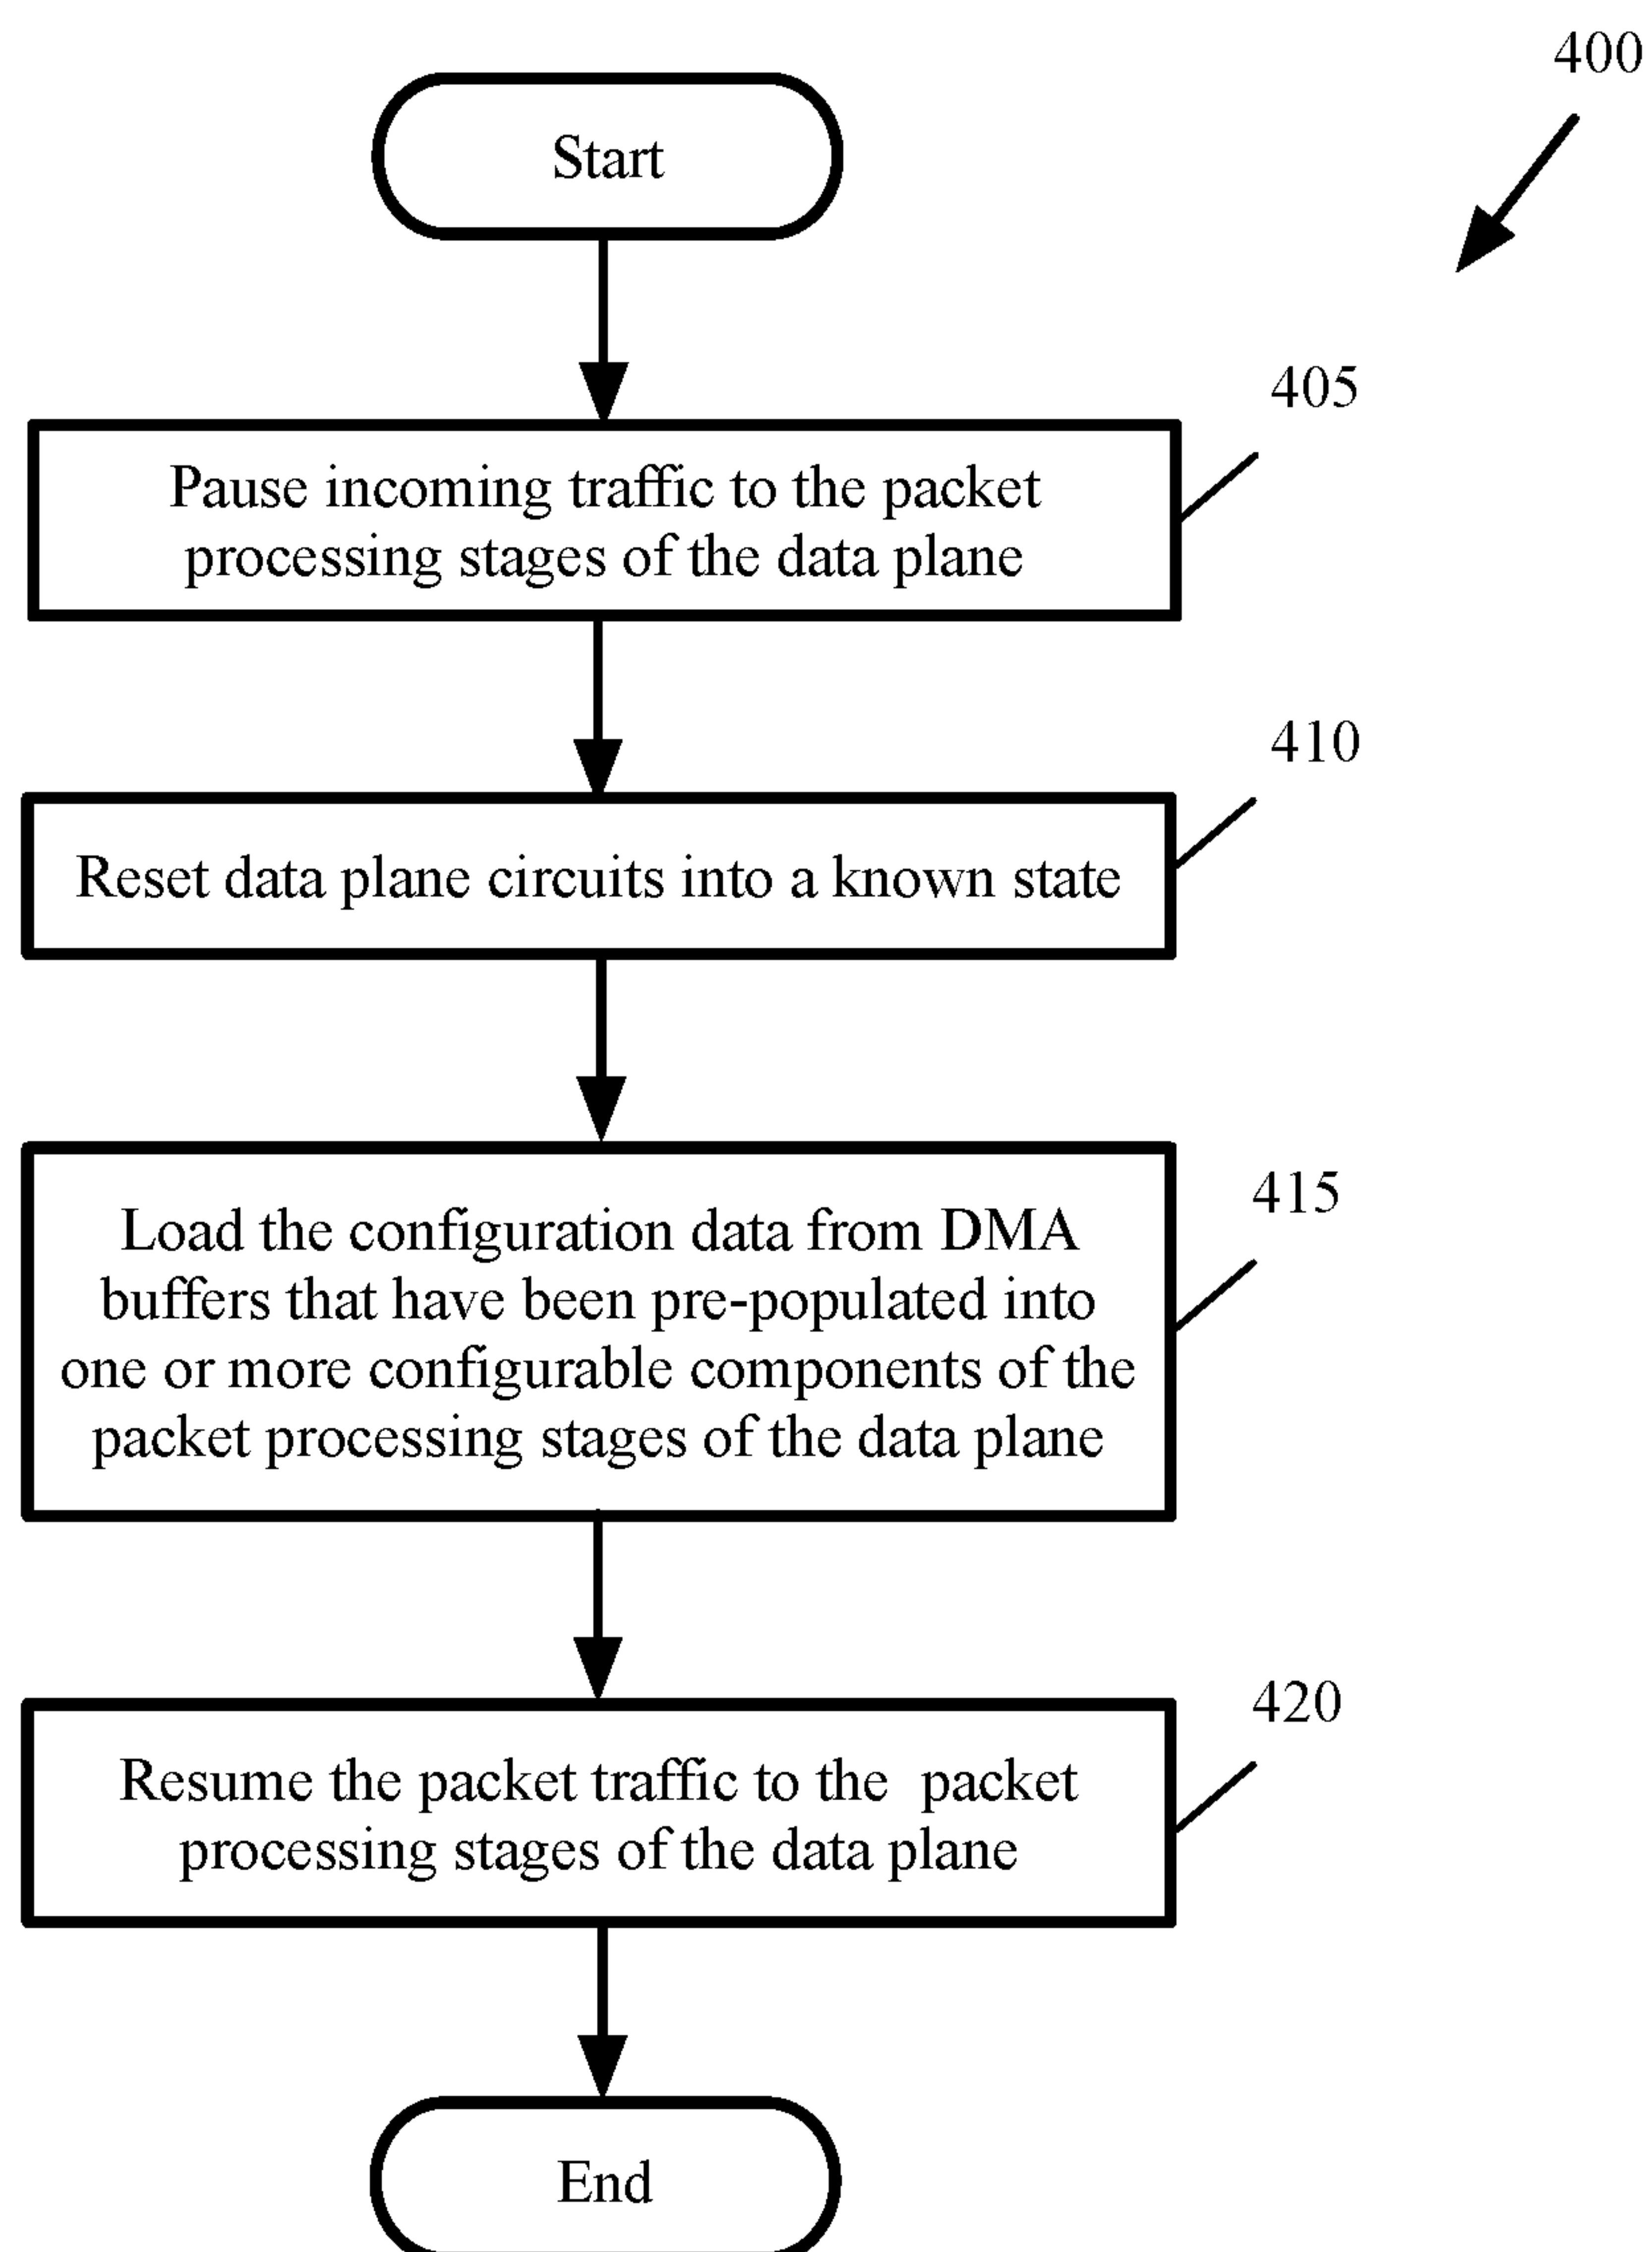 400
Start
405
Pause incoming traffic to the packet
processing stages of the data plane
410
Reset data plane circuits into a known state
415
Load the configuration data from DMA
buffers that have been pre-populated into
one or more configurable components of the
packet processing stages of the data plane
420
Resume the packet traffic to the packet
processing stages of the data plane
End